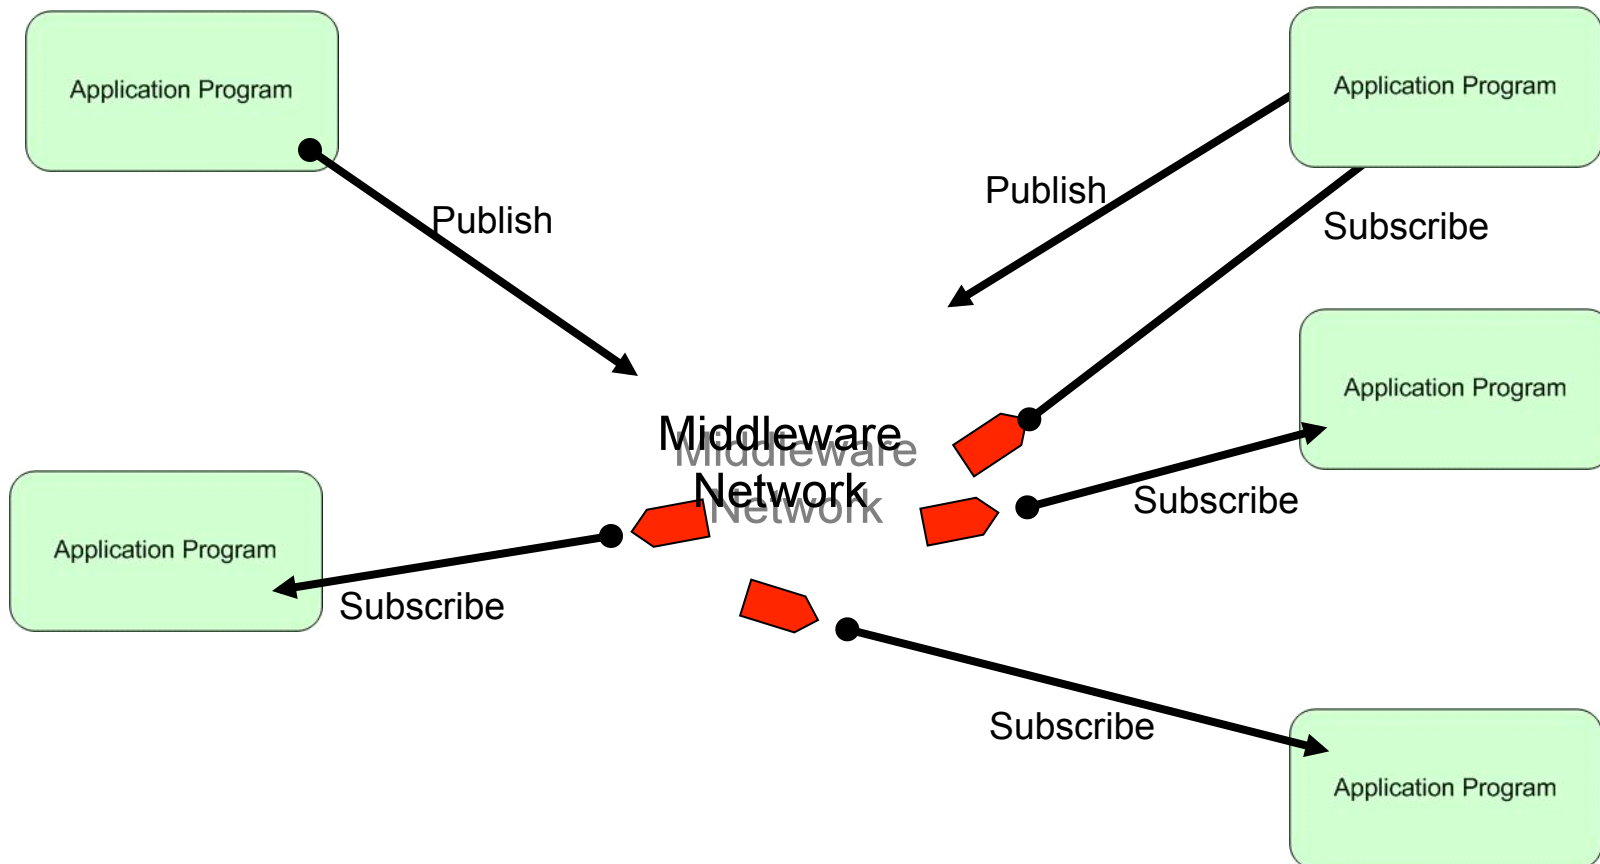 Application Program
Application Program
Publish
Publish
Subscribe
Application Program
Middleware
Network
Subscribe
Application Program
Subscribe
Subscribe
Application Program